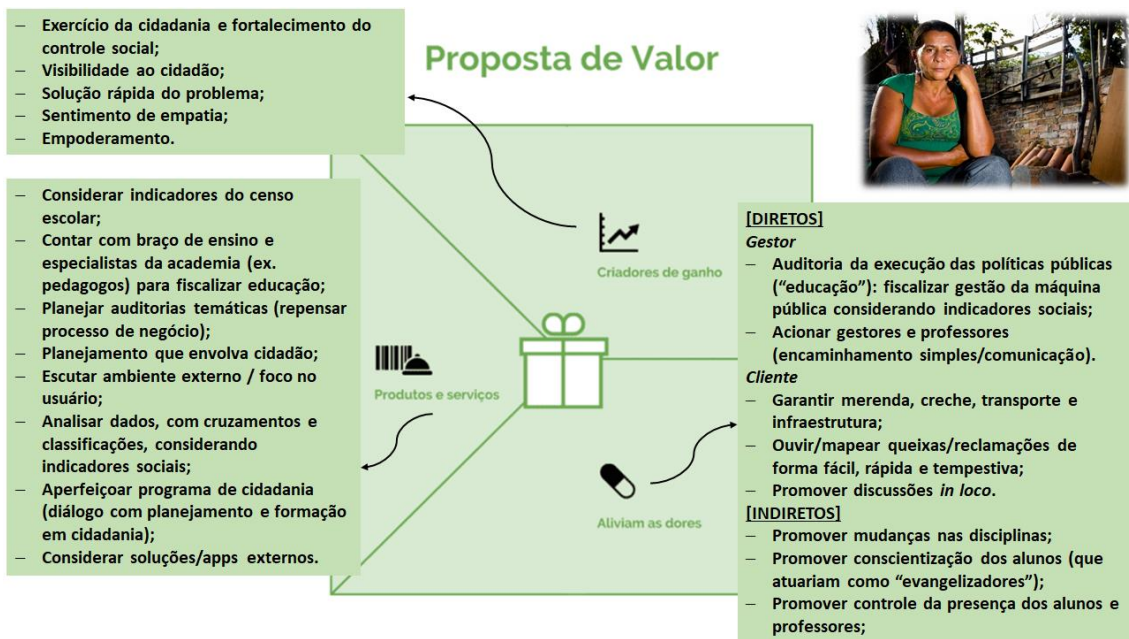 Proposta de Valor
– Exercício da cidadania e fortalecimento do
controle social;
– Visibilidade ao cidadão;
– Solução rápida do problema;
– Sentimento de empatia;
– Empoderamento.
Criadores de ganho
– Considerar indicadores do censo
escolar;
– Contar com braço de ensino e
especialistas da academia (ex.
pedagogos) para fiscalizar educação;
– Planejar auditorias temáticas (repensar
processo de negócio);
– Planejamento que envolva cidadão;
– Escutar ambiente externo / foco no
usuário;
– Analisar dados, com cruzamentos e
classificações, considerando
indicadores sociais;
– Aperfeiçoar programa de cidadania
(diálogo com planejamento e formação
em cidadania);
– Considerar soluções/apps externos.
Produtos e serviços
Aliviam as dores
[DIRETOS]
Gestor
– Auditoria da execução das políticas públicas
(“educação”): fiscalizar gestão da máquina
pública considerando indicadores sociais;
– Acionar gestores e professores
(encaminhamento simples/comunicação).
Cliente
– Garantir merenda, creche, transporte e
infraestrutura;
– Ouvir/mapear queixas/reclamações de
forma fácil, rápida e tempestiva;
– Promover discussões in loco.
[INDIRETOS]
– Promover mudanças nas disciplinas;
– Promover conscientização dos alunos (que
atuariam como “evangelizadores”);
– Promover controle da presença dos alunos e
professores;